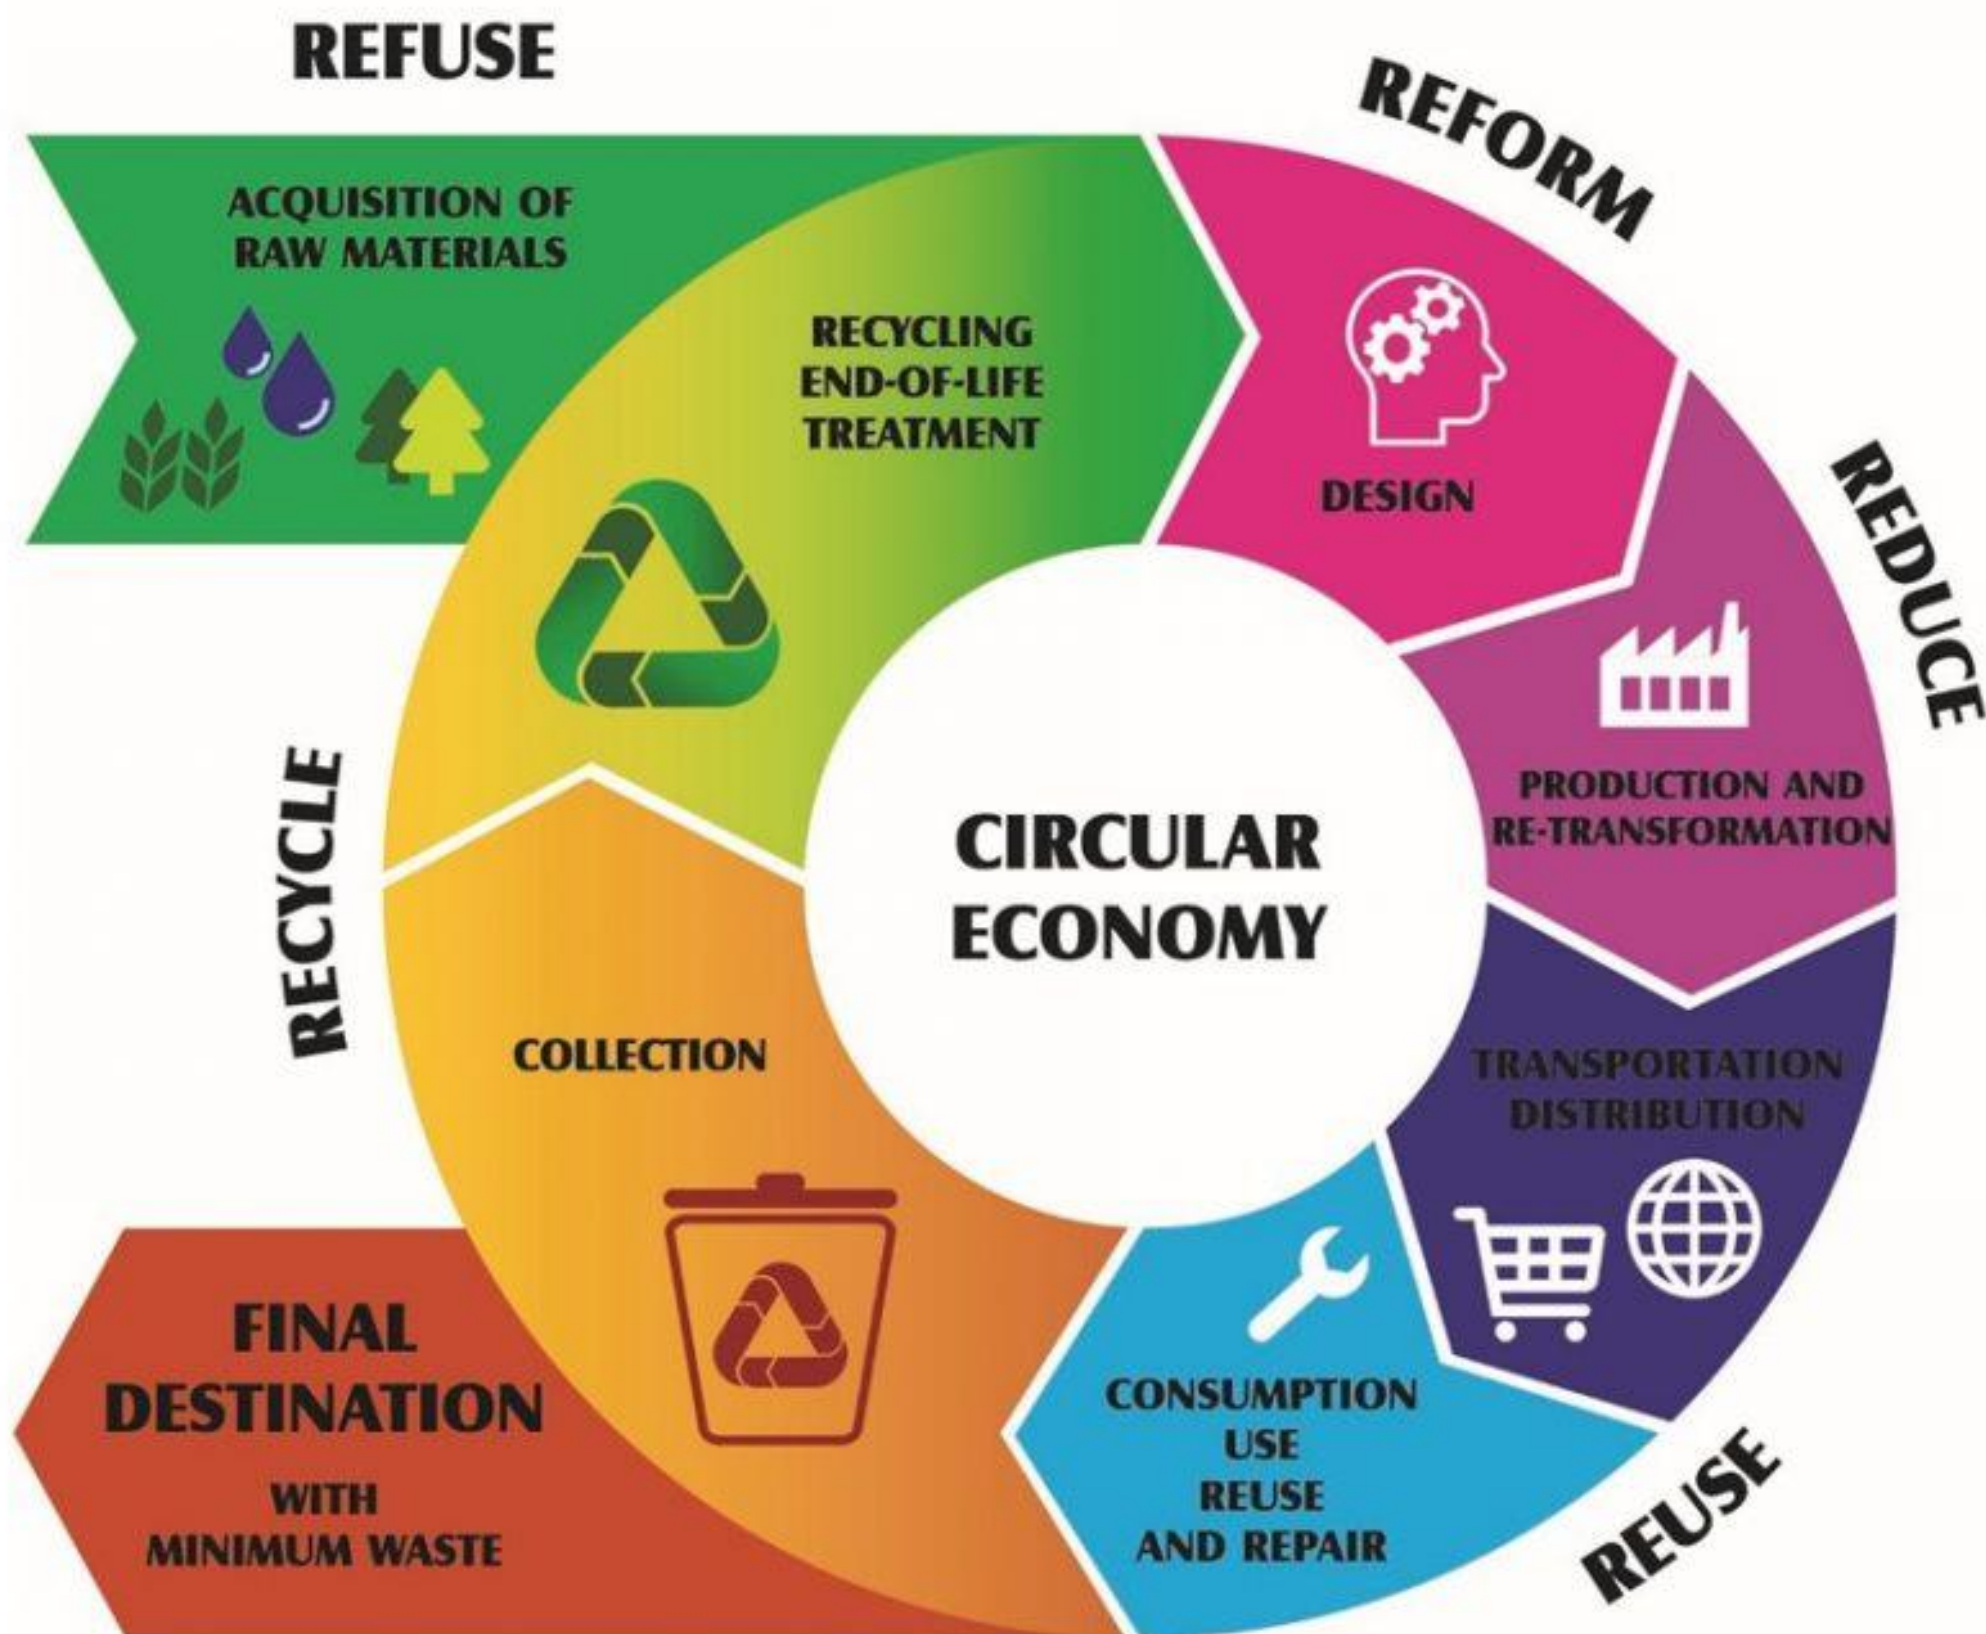 REFUSE
REFORM
ACQUISITION OF
RAW MATERIALS
RECYCLING
END-OF-LIFE
TREATMENT
DESIGN
REDUCE
PRODUCTION AND
RE-TRANSFORMATION
RECYCLE
CIRCULAR
ECONOMY
COLLECTION
TRANSPORTATION
DISTRIBUTION
FINAL
DESTINATION
WITH
MINIMUM WASTE
CONSUMPTION
USE
REUSE
AND REPAIR
REUSE